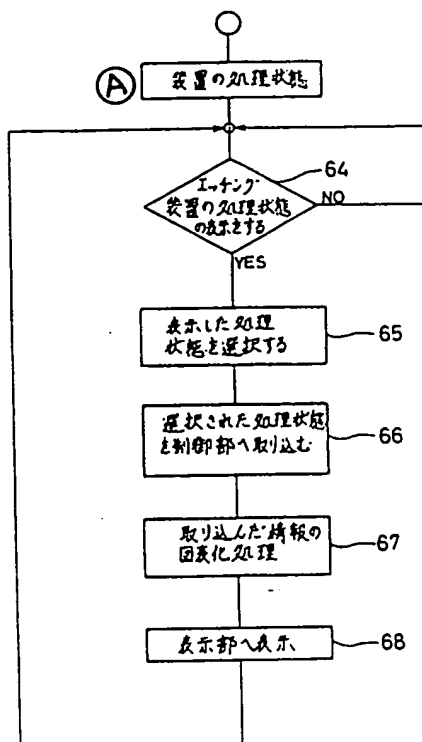 Ⓐ 装置の処理状態
64
エッチング
装置の処理状態
の表示をする
NO
YES
表示した処理
状態を選択する
65
選択された処理状態
を制御部へ取り込む
66
取り込んだ情報の
図表化処理
67
表示部へ表示
68